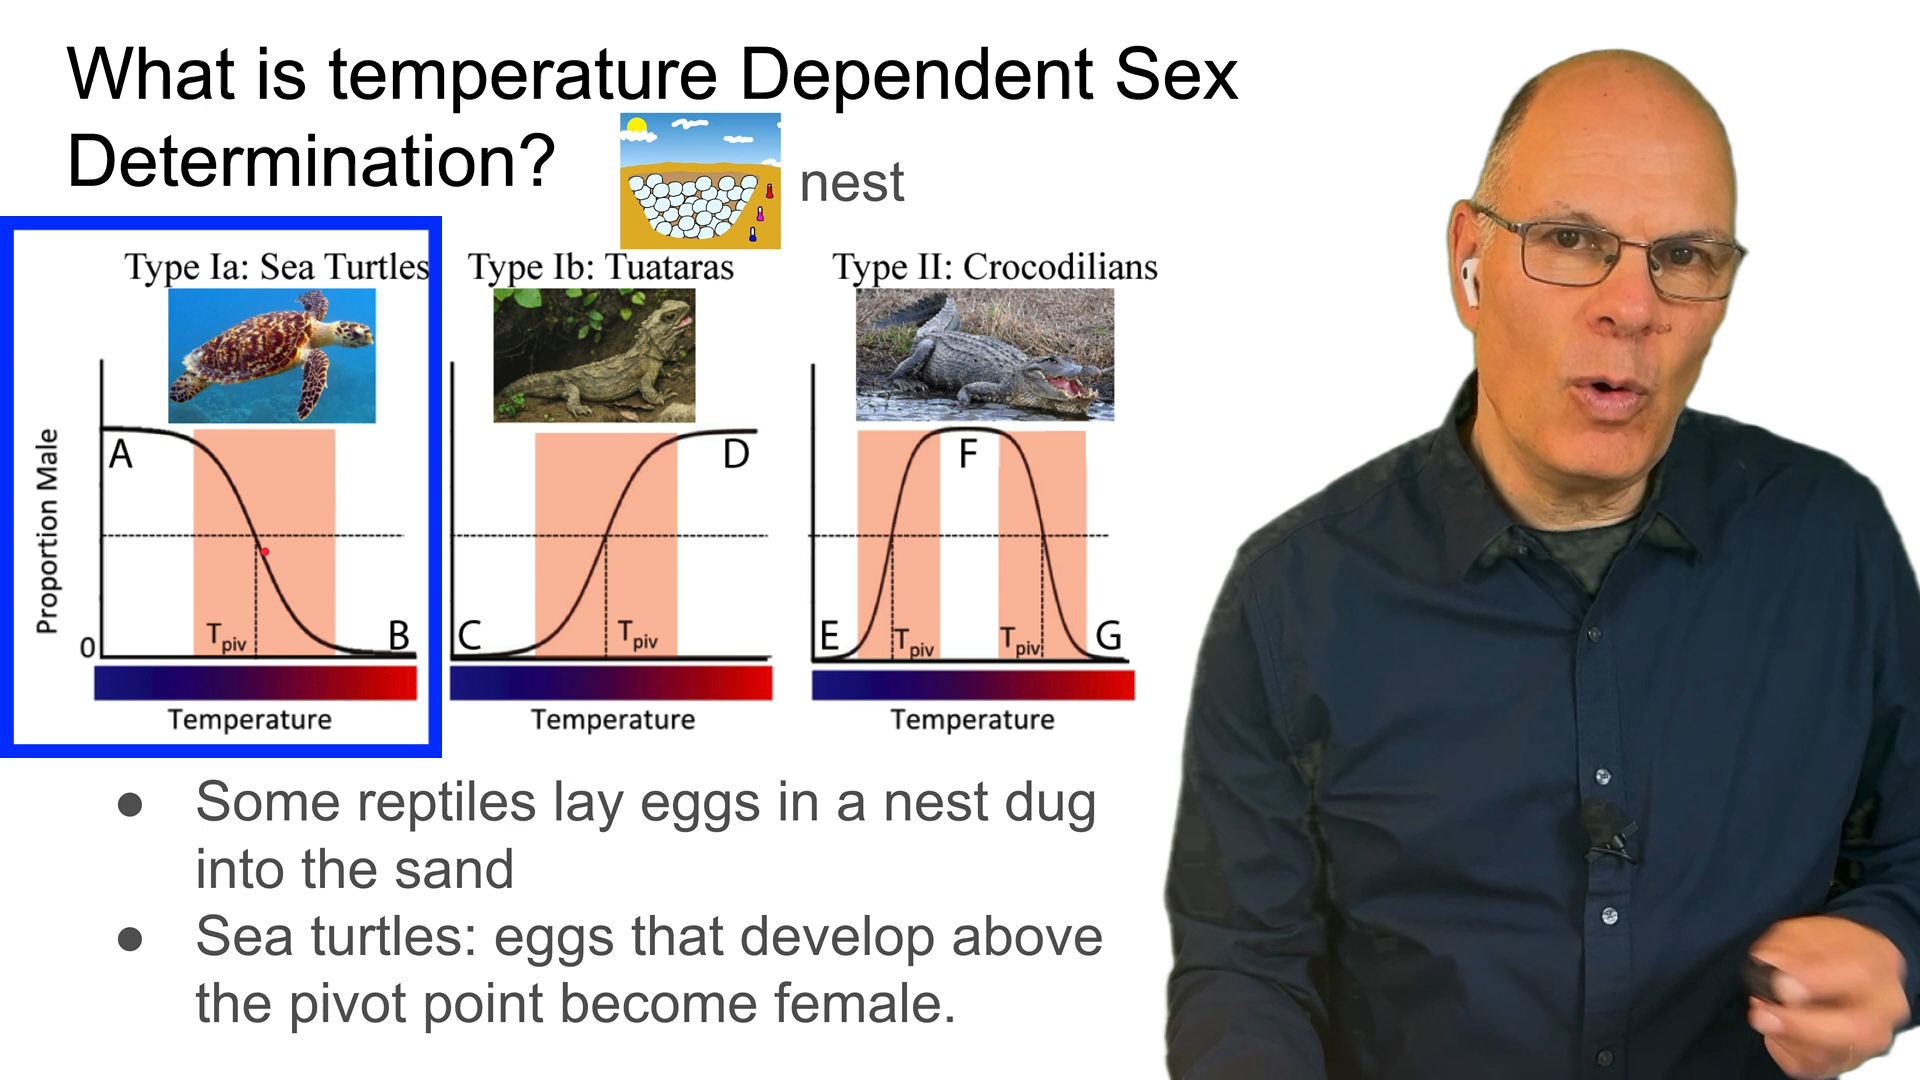 What is temperature Dependent Sex
Determination?
nest
Type Ia: Sea Turtles
Type Ib: Tuataras
Type II: Crocodilians
Proportion Male
0
A
B
Tpiv
Temperature
C
D
Tpiv
Temperature
E
F
G
Tpiv
Tpiv
Temperature
● Some reptiles lay eggs in a nest dug
into the sand
● Sea turtles: eggs that develop above
the pivot point become female.